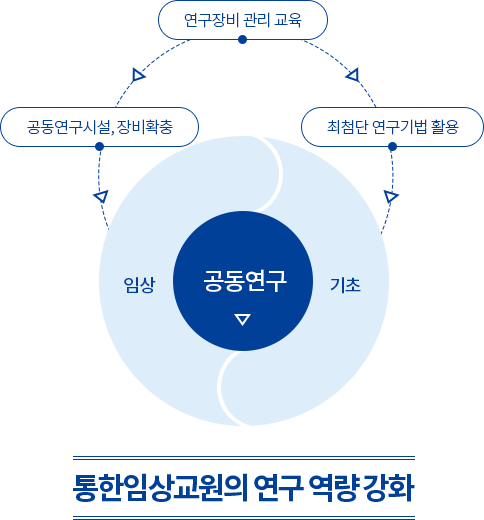 연구장비 관리 교육
공동연구시설, 장비확충
최첨단 연구기법 활용
임상
공동연구
기초
통한임상교원의 연구 역량 강화